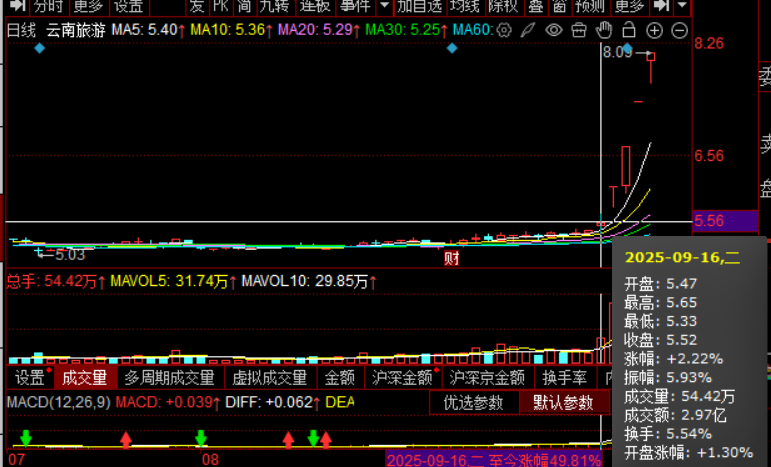 分时 更多 设置 发 PK 简 九转 连板 事件 加自选 均线 除权 叠 窗 预测 更多
日线 云南旅游 MA5: 5.40↑ MA10: 5.36↑ MA20: 5.29↑ MA30: 5.25↑ MA60:
8.26
8.09
6.56
5.56
5.03
财
总手: 54.42万↑ MAVOL5: 31.74万↑ MAVOL10: 29.85万↑
设置 成交量 多周期成交量 虚拟成交量 金额 沪深金额 沪深京金额 换手率
MACD(12,26,9) MACD: +0.039↑ DIFF: +0.062↑ DEA
优选参数 默认参数
07 08 2025-09-16,二 至今涨幅49.81%
2025-09-16,二
开盘: 5.47
最高: 5.65
最低: 5.33
收盘: 5.52
涨幅: +2.22%
振幅: 5.93%
成交量: 54.42万
成交额: 2.97亿
换手: 5.54%
开盘涨幅: +1.30%
委
卖
盘